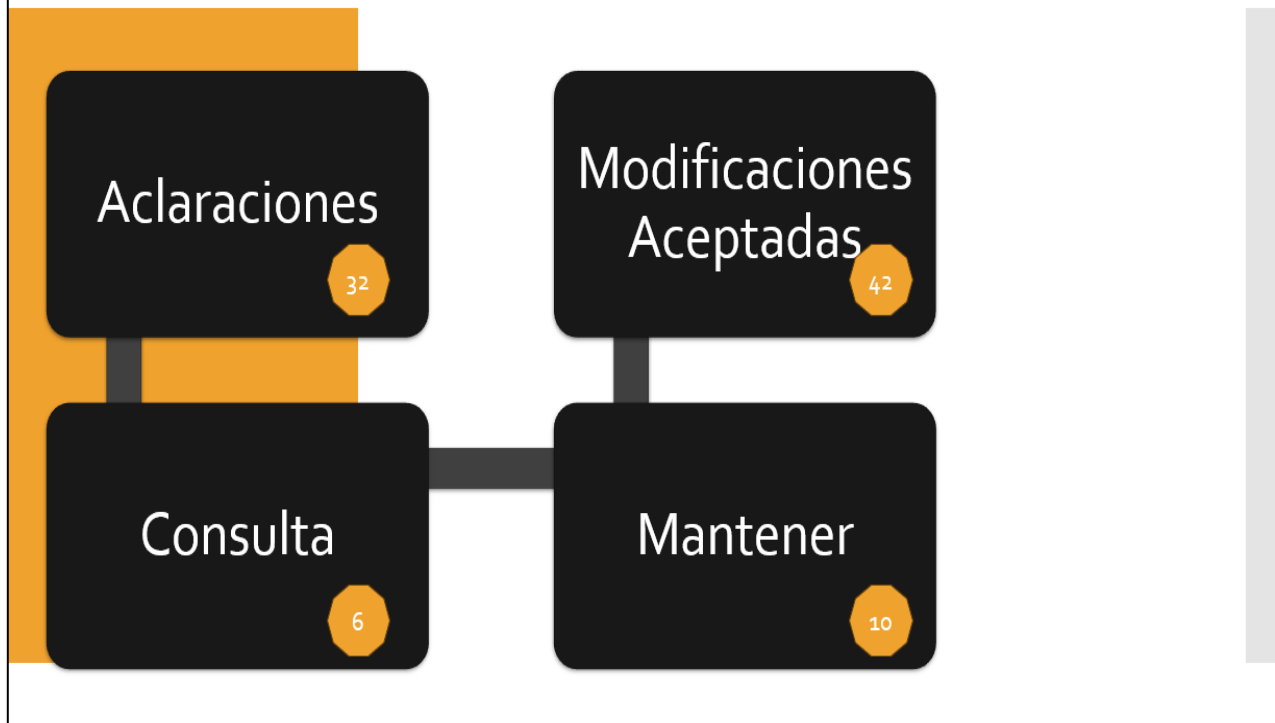 Aclaraciones
32
Consulta
6
Mantener
10
Modificaciones
Aceptadas
42